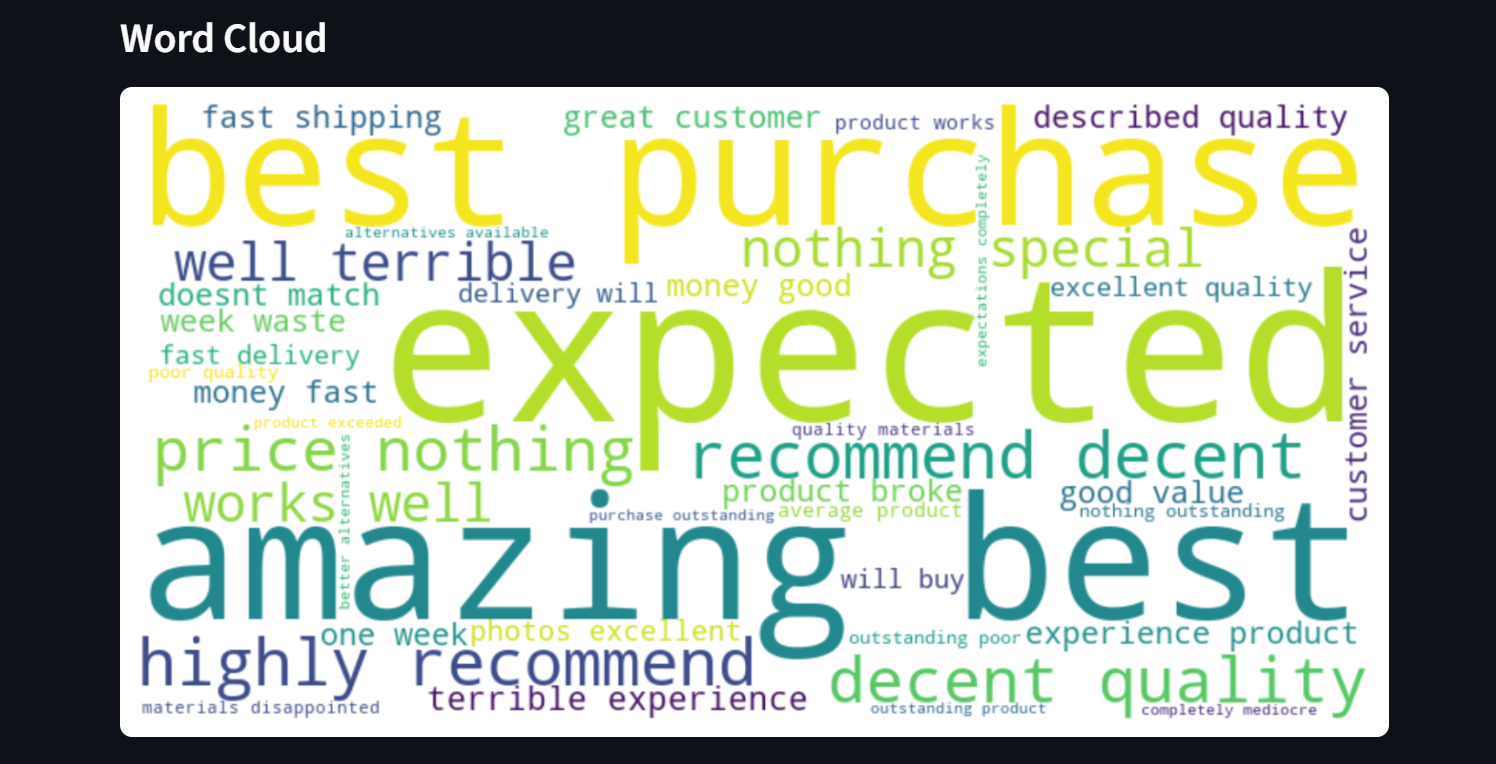 Word Cloud
fast shipping
great customer
product works
described quality
best purchase
expectations completely
alternatives available
well terrible
nothing special
customer service
doesnt match
delivery will
money good
excellent quality
week waste
expected
fast delivery
poor quality
money fast
product exceeded
quality materials
price nothing
recommend decent
better alternatives
works well
product broke
good value
purchase outstanding
average product
nothing outstanding
amazing best
will buy
one week
photos excellent
outstanding poor
experience product
highly recommend
decent quality
terrible experience
materials disappointed
outstanding product
completely mediocre